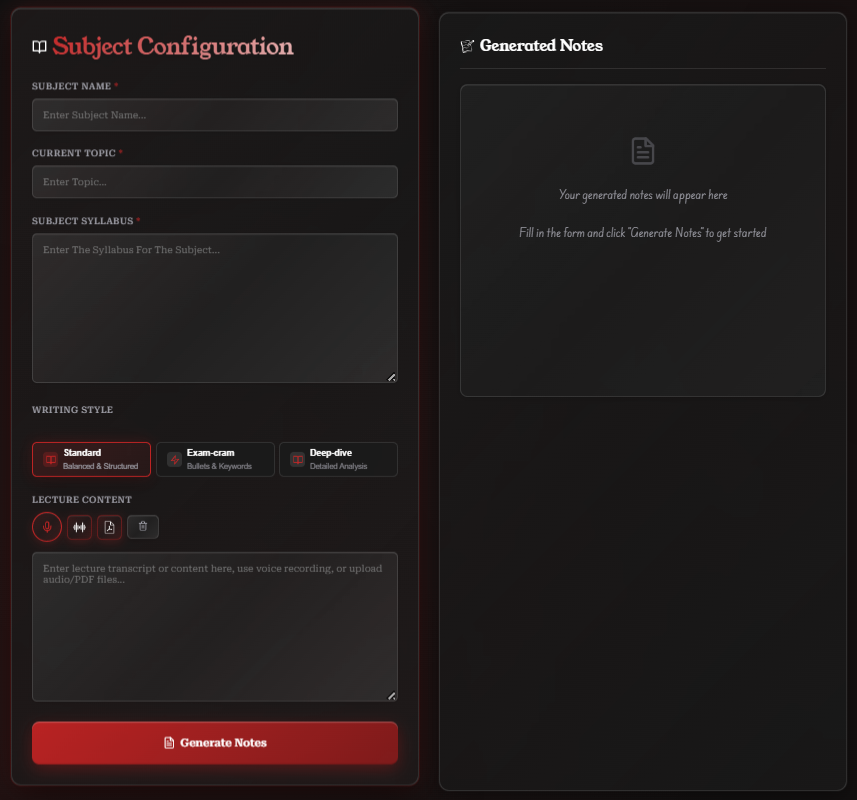 Subject Configuration
SUBJECT NAME *
Enter Subject Name...
CURRENT TOPIC *
Enter Topic...
SUBJECT SYLLABUS *
Enter The Syllabus For The Subject...
WRITING STYLE
Standard
Balanced & Structured
Exam-cram
Bullets & Keywords
Deep-dive
Detailed Analysis
LECTURE CONTENT
Enter lecture transcript or content here, use voice recording, or upload
audio/PDF files...
Generate Notes
Generated Notes
Your generated notes will appear here
Fill in the form and click "Generate Notes" to get started